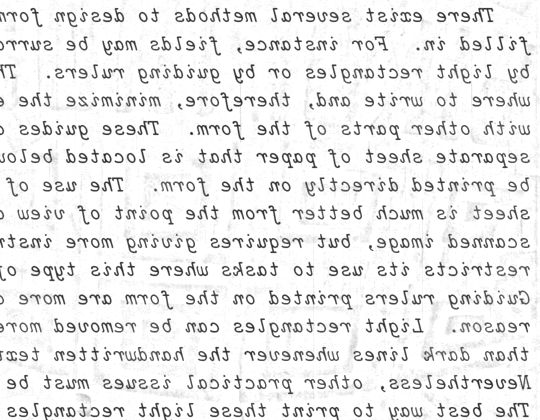 There exist several methods to design form
filled in. For instance, fields may be surro
by light rectangles or by guiding rulers. Th
where to write and, therefore, minimize the
with other parts of the form. These guides
separate sheet of paper that is located below
be printed directly on the form. The use of
sheet is much better from the point of view
scanned image, but requires giving more instr
restricts its use to tasks where this type of
Guiding rulers printed on the form are more
reason. Light rectangles can be removed more
than dark lines whenever the handwritten text
Nevertheless, other practical issues must be
The best way to print these light rectangles